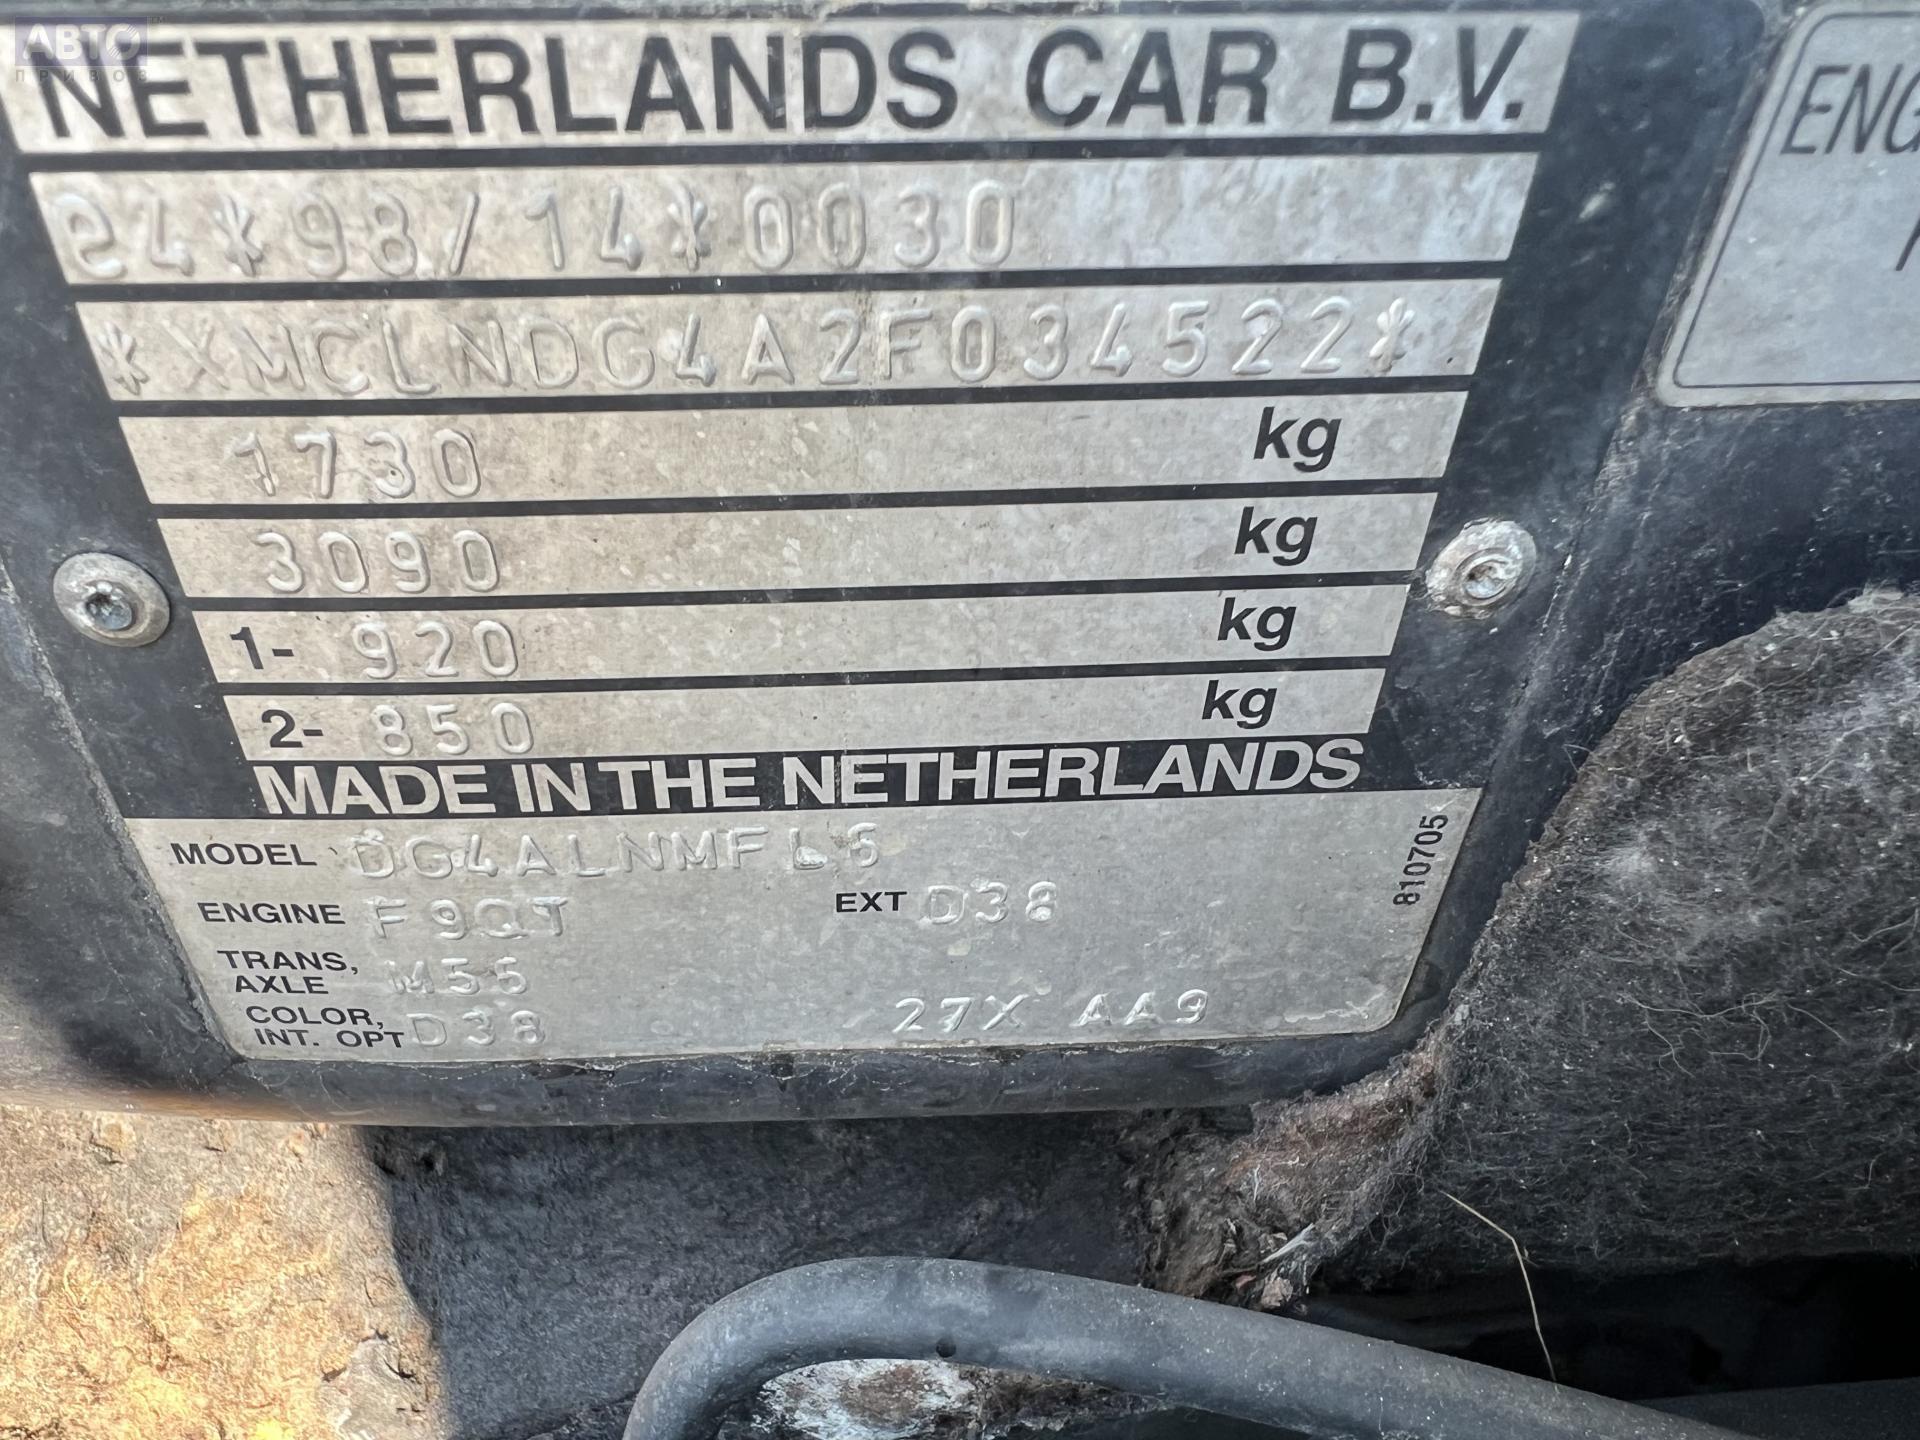 АВТО
ПРИВОЗ
NETHERLANDS CAR B.V.
e4*98/14*0030
*XMCLNDG4A2F034522*
1730 kg
3090 kg
1- 920 kg
2- 850 kg
MADE IN THE NETHERLANDS
MODEL DG4ALNMFL6
ENGINE F9QT EXT D38
TRANS,
AXLE M56
COLOR,
INT. OPT D38 27X AA9
810705
ENG